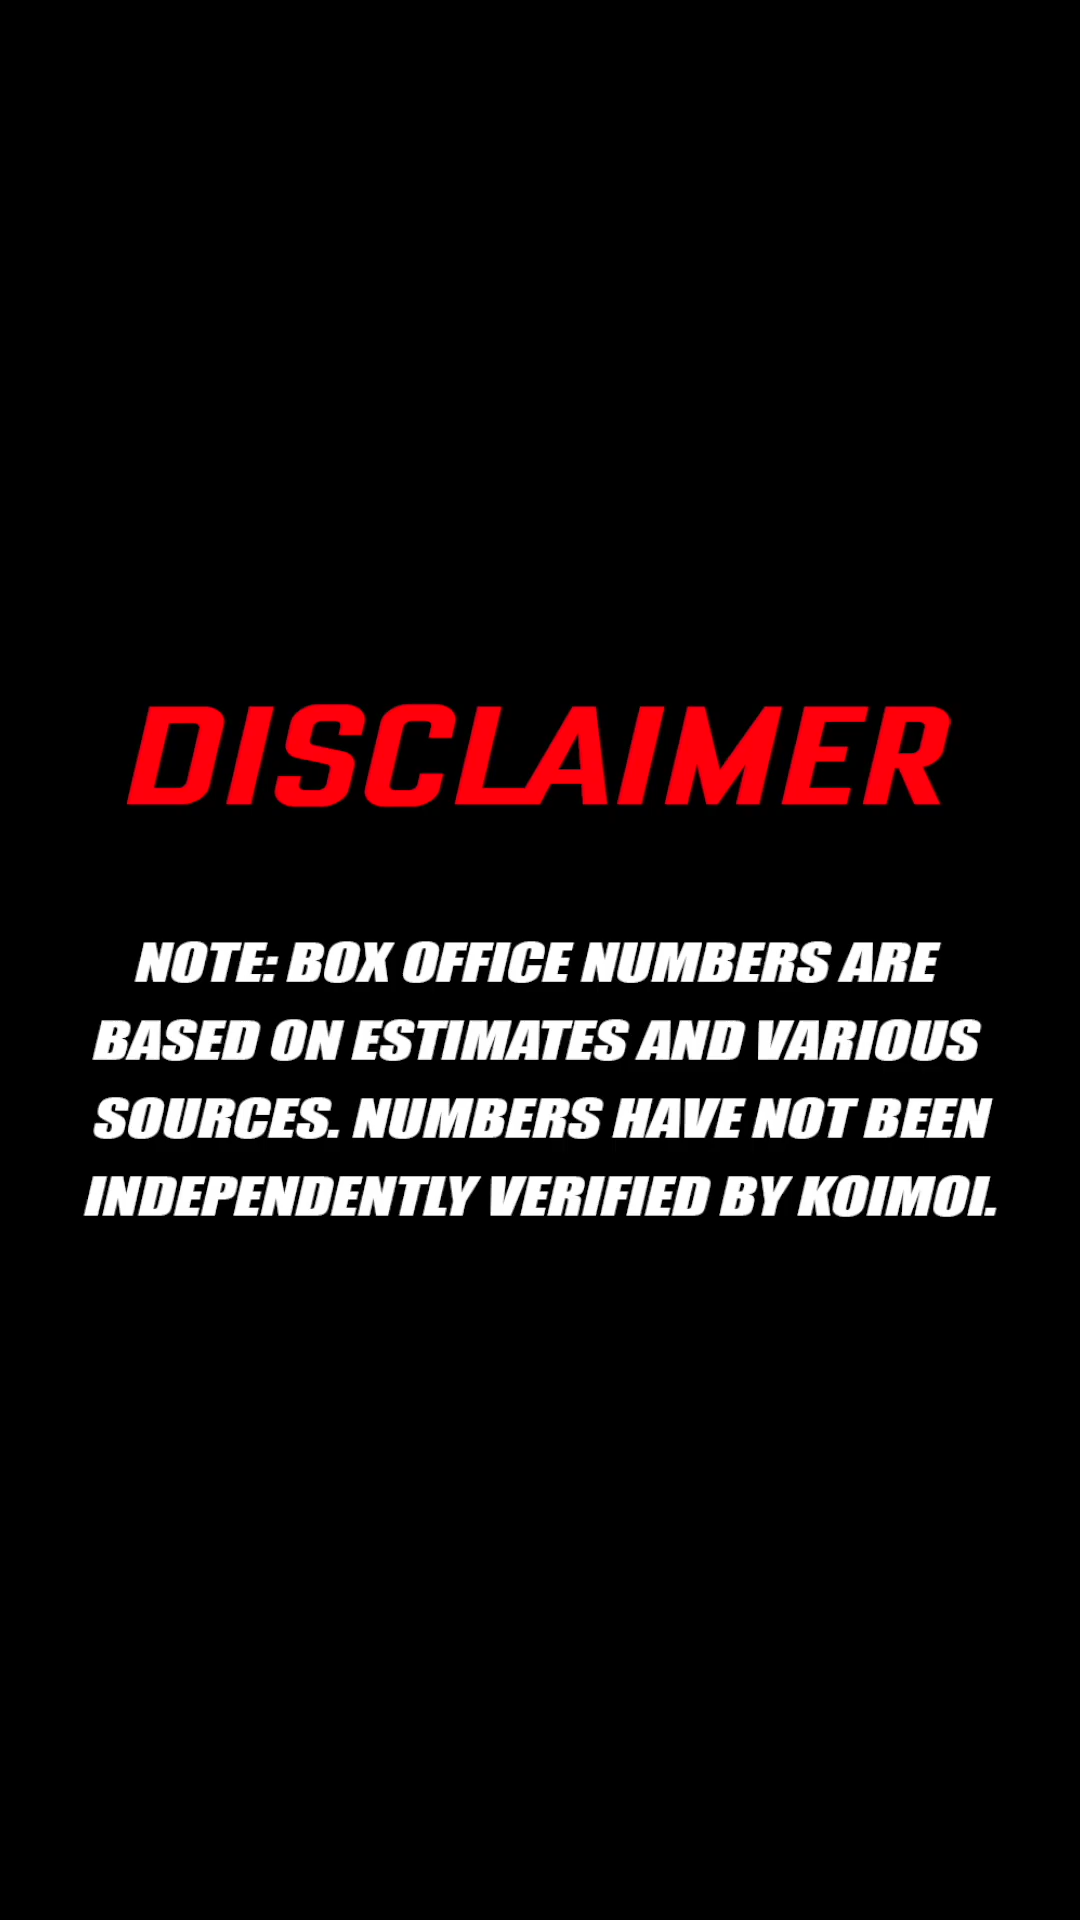 DISCLAIMER
NOTE: BOX OFFICE NUMBERS ARE
BASED ON ESTIMATES AND VARIOUS
SOURCES. NUMBERS HAVE NOT BEEN
INDEPENDENTLY VERIFIED BY KOIMOI.